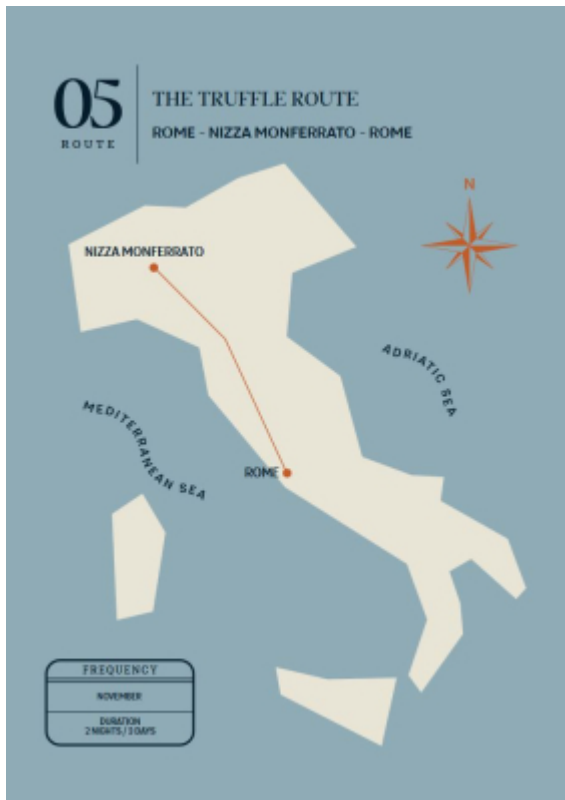 05
ROUTE
THE TRUFFLE ROUTE
ROME - NIZZA MONFERRATO - ROME
N
NIZZA MONFERRATO
ADRIATIC SEA
MEDITERRANEAN SEA
ROME
FREQUENCY
NOVEMBER
DURATION
2 NIGHTS / 3 DAYS